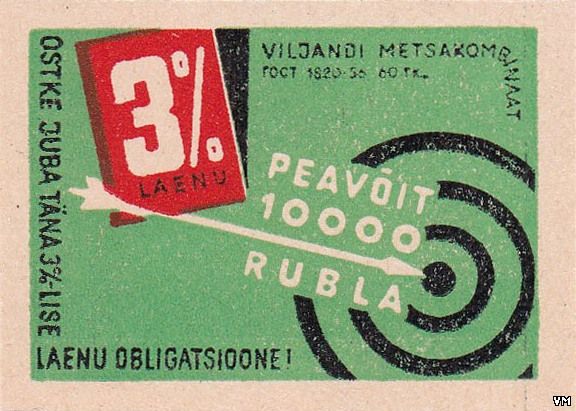 OSTKE JUBA TÄNA 3%-LISE
LAENU OBLIGATSIOONE!
3%
LAENU
VILJANDI METSAKOMBINAAT
ГОСТ 1820-56 60 TK.
PEAVÕIT
10000
RUBLA
VM